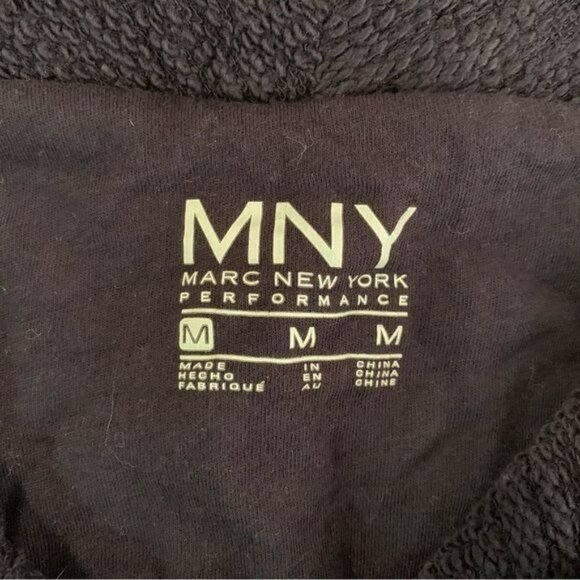 MNY
MARC NEW YORK
PERFORMANCE
M M M
MADE IN CHINA
HECHO EN CHINA
FABRIQUÉ AU CHINE